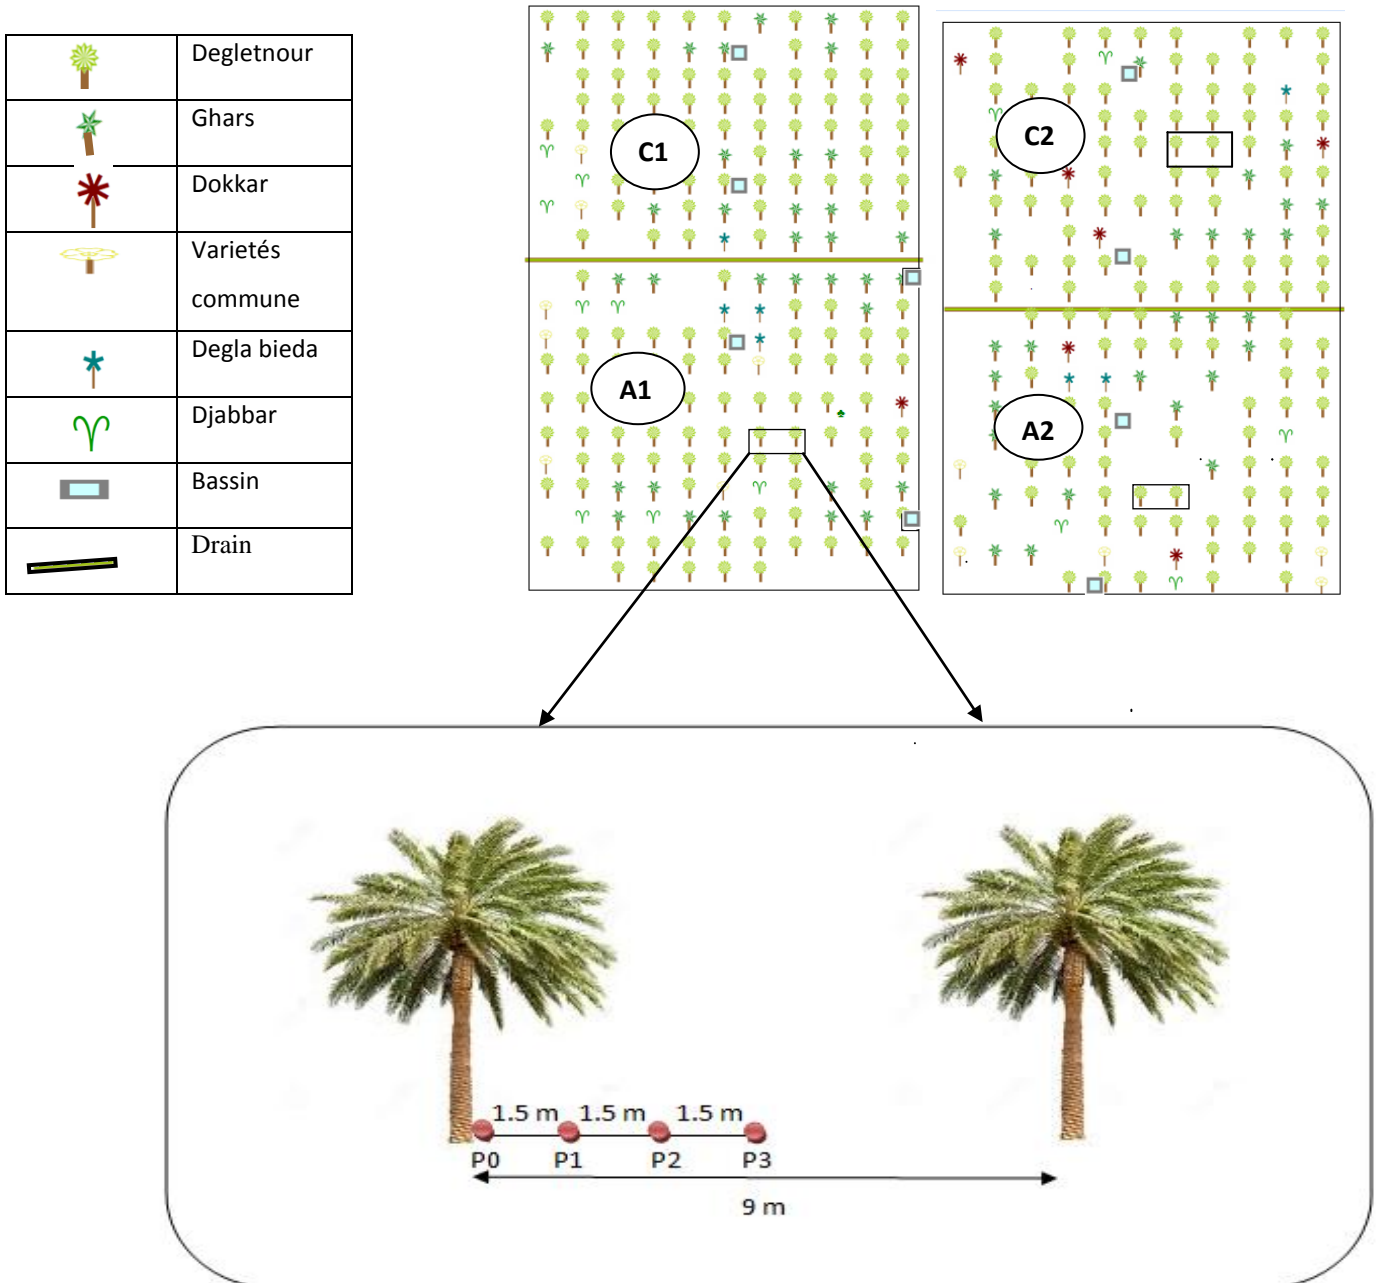 Degletnour
Ghars
Dokkar
Varietés
commune
Degla bieda
Djabbar
Bassin
Drain
C1
C2
A1
A2
1.5 m 1.5 m 1.5 m
P0 P1 P2 P3
9 m